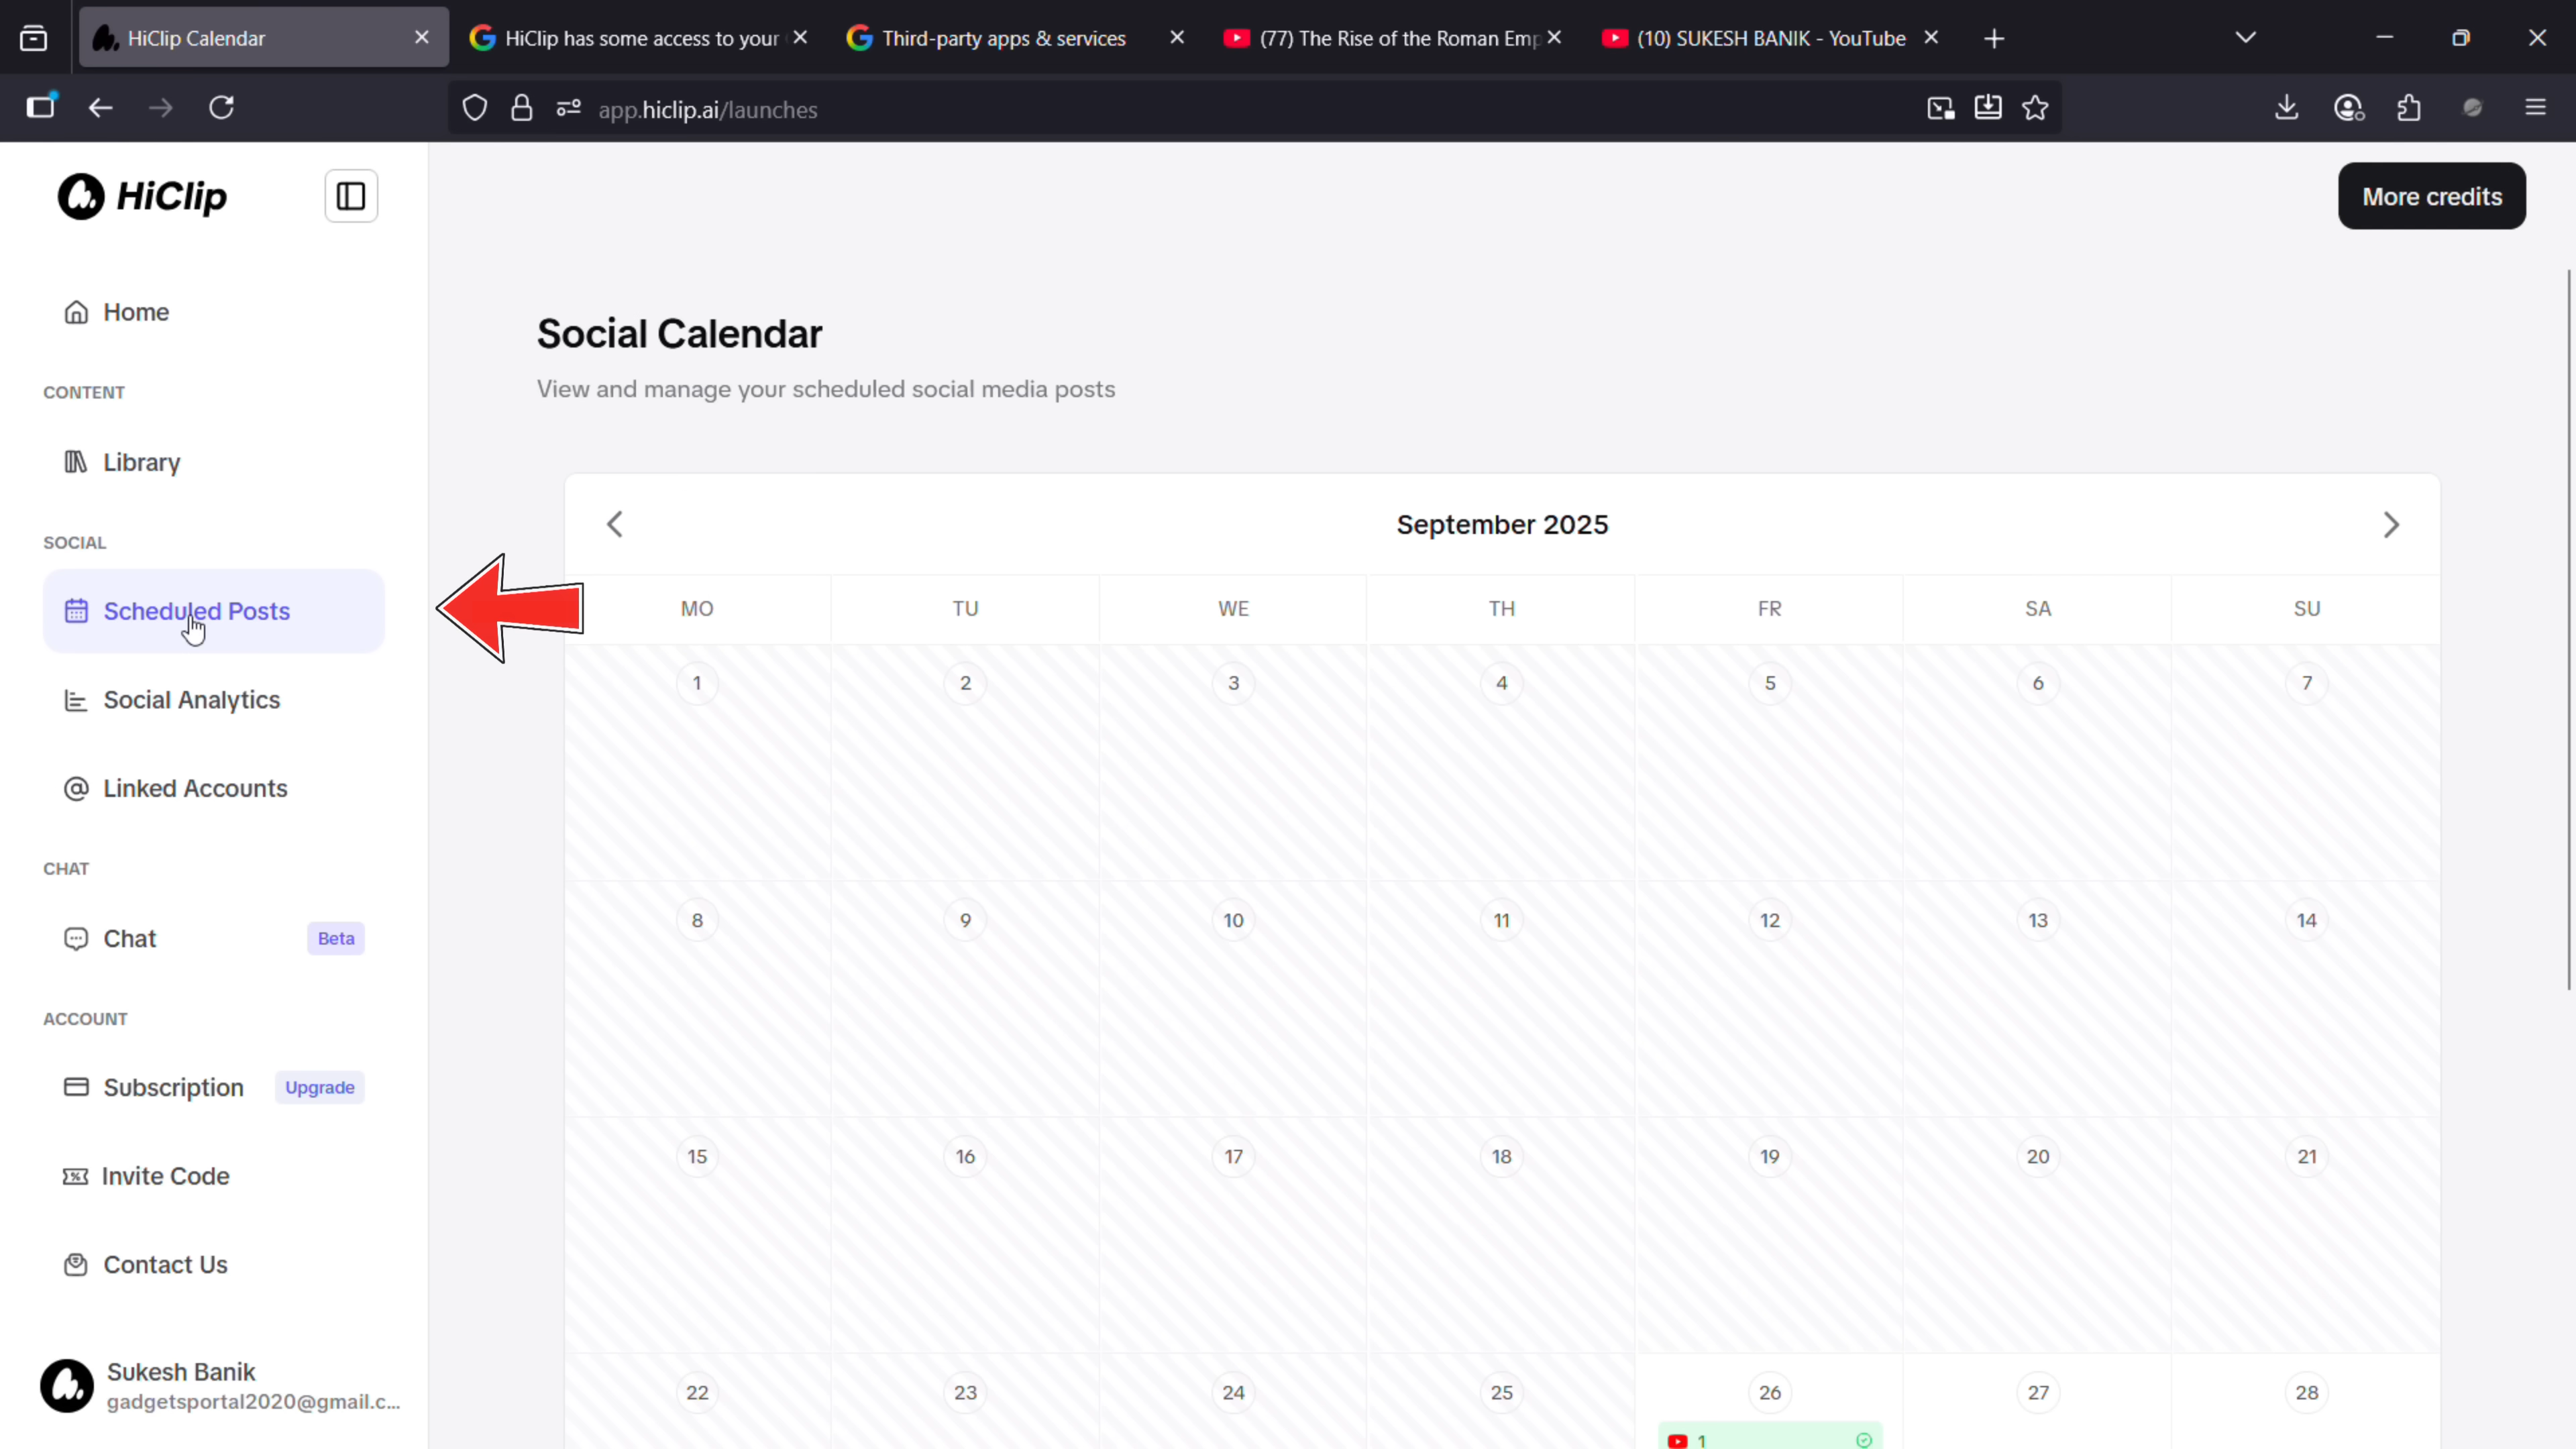 HiClip Calendar
HiClip has some access to your
Third-party apps & services
(77) The Rise of the Roman Emp
(10) SUKESH BANIK - YouTube
app.hiclip.ai/launches
HiClip
More credits
Home
CONTENT
Library
SOCIAL
Scheduled Posts
Social Analytics
Linked Accounts
CHAT
Chat
Beta
ACCOUNT
Subscription
Upgrade
Invite Code
Contact Us
Sukesh Banik
gadgetsportal2020@gmail.c...
Social Calendar
View and manage your scheduled social media posts
September 2025
MO TU WE TH FR SA SU
1 2 3 4 5 6 7
8 9 10 11 12 13 14
15 16 17 18 19 20 21
22 23 24 25 26 27 28
1